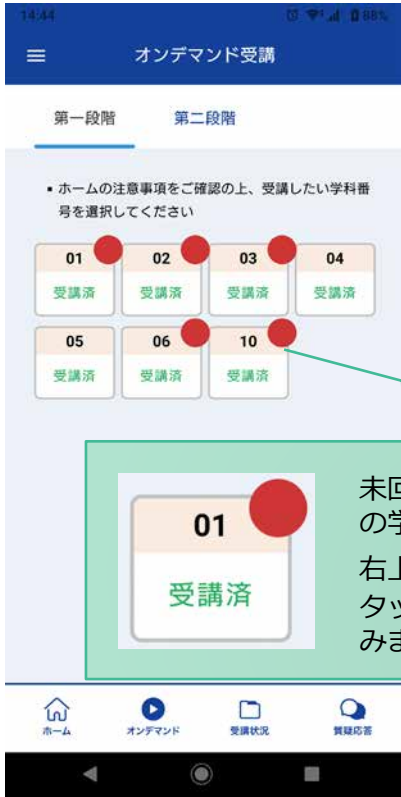 14:44
88%
オンデマンド受講
第一段階 第二段階
▪ ホームの注意事項をご確認の上、受講したい学科番
号を選択してください
01 02 03 04
受講済 受講済 受講済 受講済
05 06 10
受講済 受講済 受講済
01
受講済
未回
の学
右上
タッ
みま
ホーム オンデマンド 受講状況 質疑応答